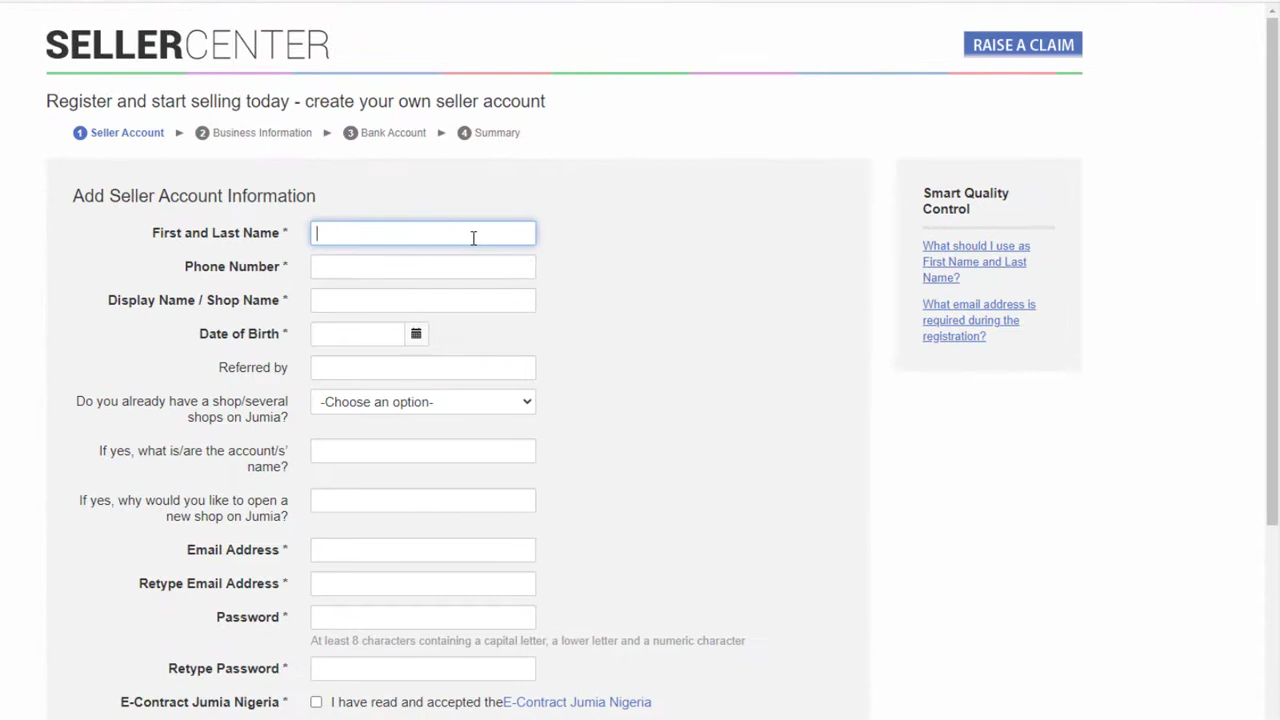 SELLERCENTER
RAISE A CLAIM
Register and start selling today - create your own seller account
1 Seller Account ▶ 2 Business Information ▶ 3 Bank Account ▶ 4 Summary
Add Seller Account Information
First and Last Name *
Phone Number *
Display Name / Shop Name *
Date of Birth *
Referred by
Do you already have a shop/several
shops on Jumia?
-Choose an option-
If yes, what is/are the account/s'
name?
If yes, why would you like to open a
new shop on Jumia?
Email Address *
Retype Email Address *
Password *
At least 8 characters containing a capital letter, a lower letter and a numeric character
Retype Password *
E-Contract Jumia Nigeria *
I have read and accepted theE-Contract Jumia Nigeria
Smart Quality
Control
What should I use as
First Name and Last
Name?
What email address is
required during the
registration?